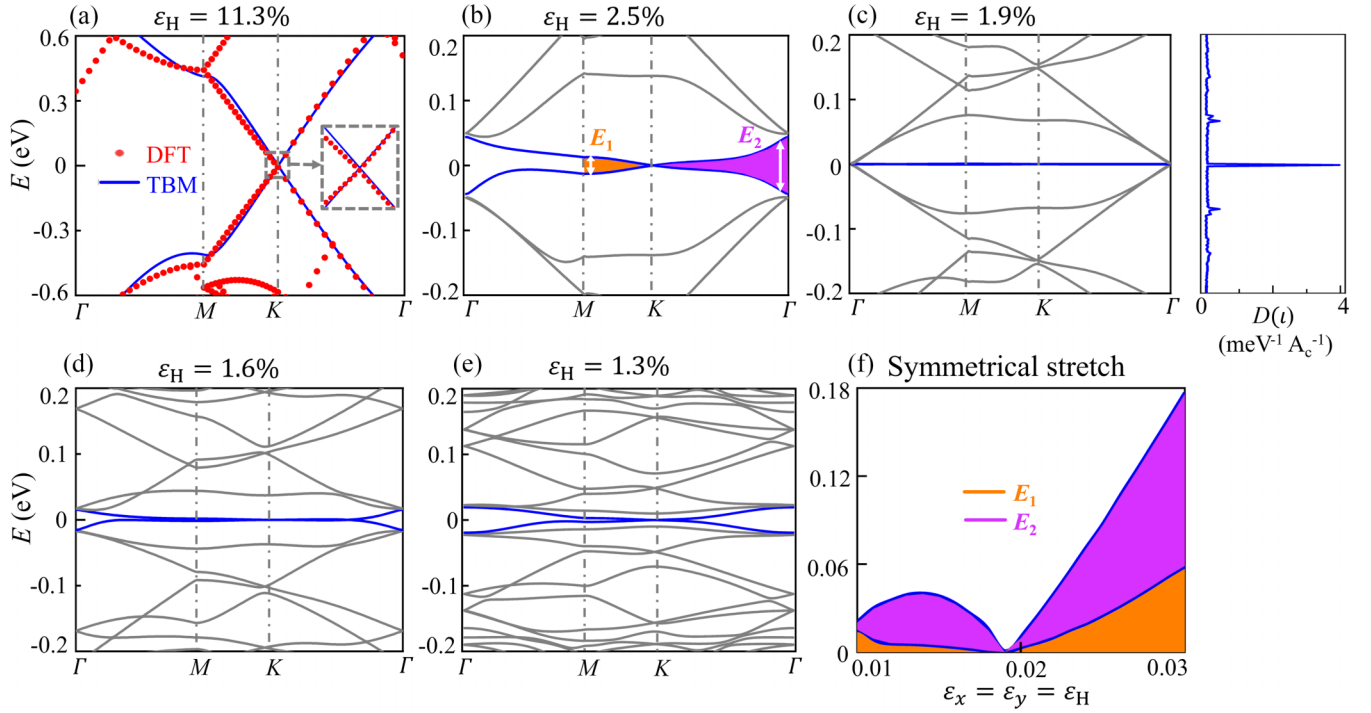 (a) εH = 11.3%
0.6
0.3
0
-0.3
-0.6
E (eV)
DFT
TBM
Γ M K Γ
(b) εH = 2.5%
0.2
0.1
0
-0.1
-0.2
E1
E2
Γ M K Γ
(c) εH = 1.9%
0.2
0.1
0
-0.1
-0.2
Γ M K Γ
0 2 4
D(ι)
(meV-1 Ac-1)
(d) εH = 1.6%
0.2
0.1
0
-0.1
-0.2
E (eV)
Γ M K Γ
(e) εH = 1.3%
0.2
0.1
0
-0.1
-0.2
Γ M K Γ
(f) Symmetrical stretch
0.18
0.12
0.06
0
E1
E2
0.01 0.02 0.03
εx = εy = εH